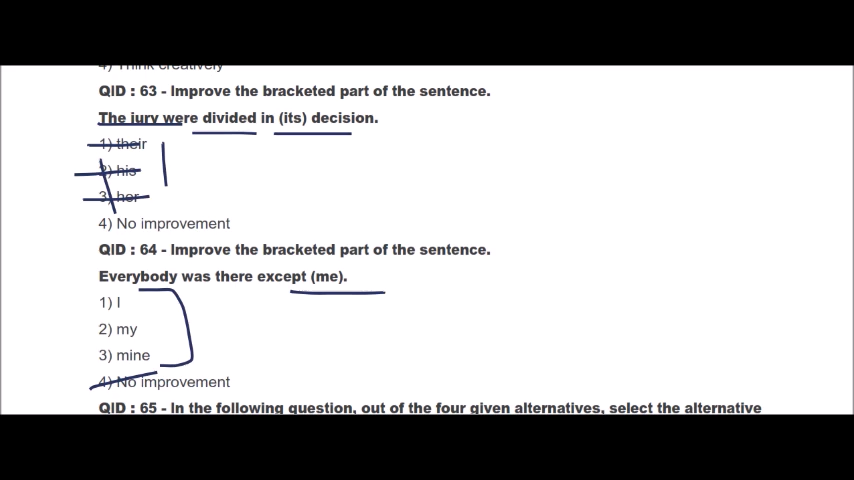 4) Think creatively
QID : 63 - Improve the bracketed part of the sentence.
The jury were divided in (its) decision.
1) their
2) his
3) her
4) No improvement
QID : 64 - Improve the bracketed part of the sentence.
Everybody was there except (me).
1) I
2) my
3) mine
4) No improvement
QID : 65 - In the following question, out of the four given alternatives, select the alternative